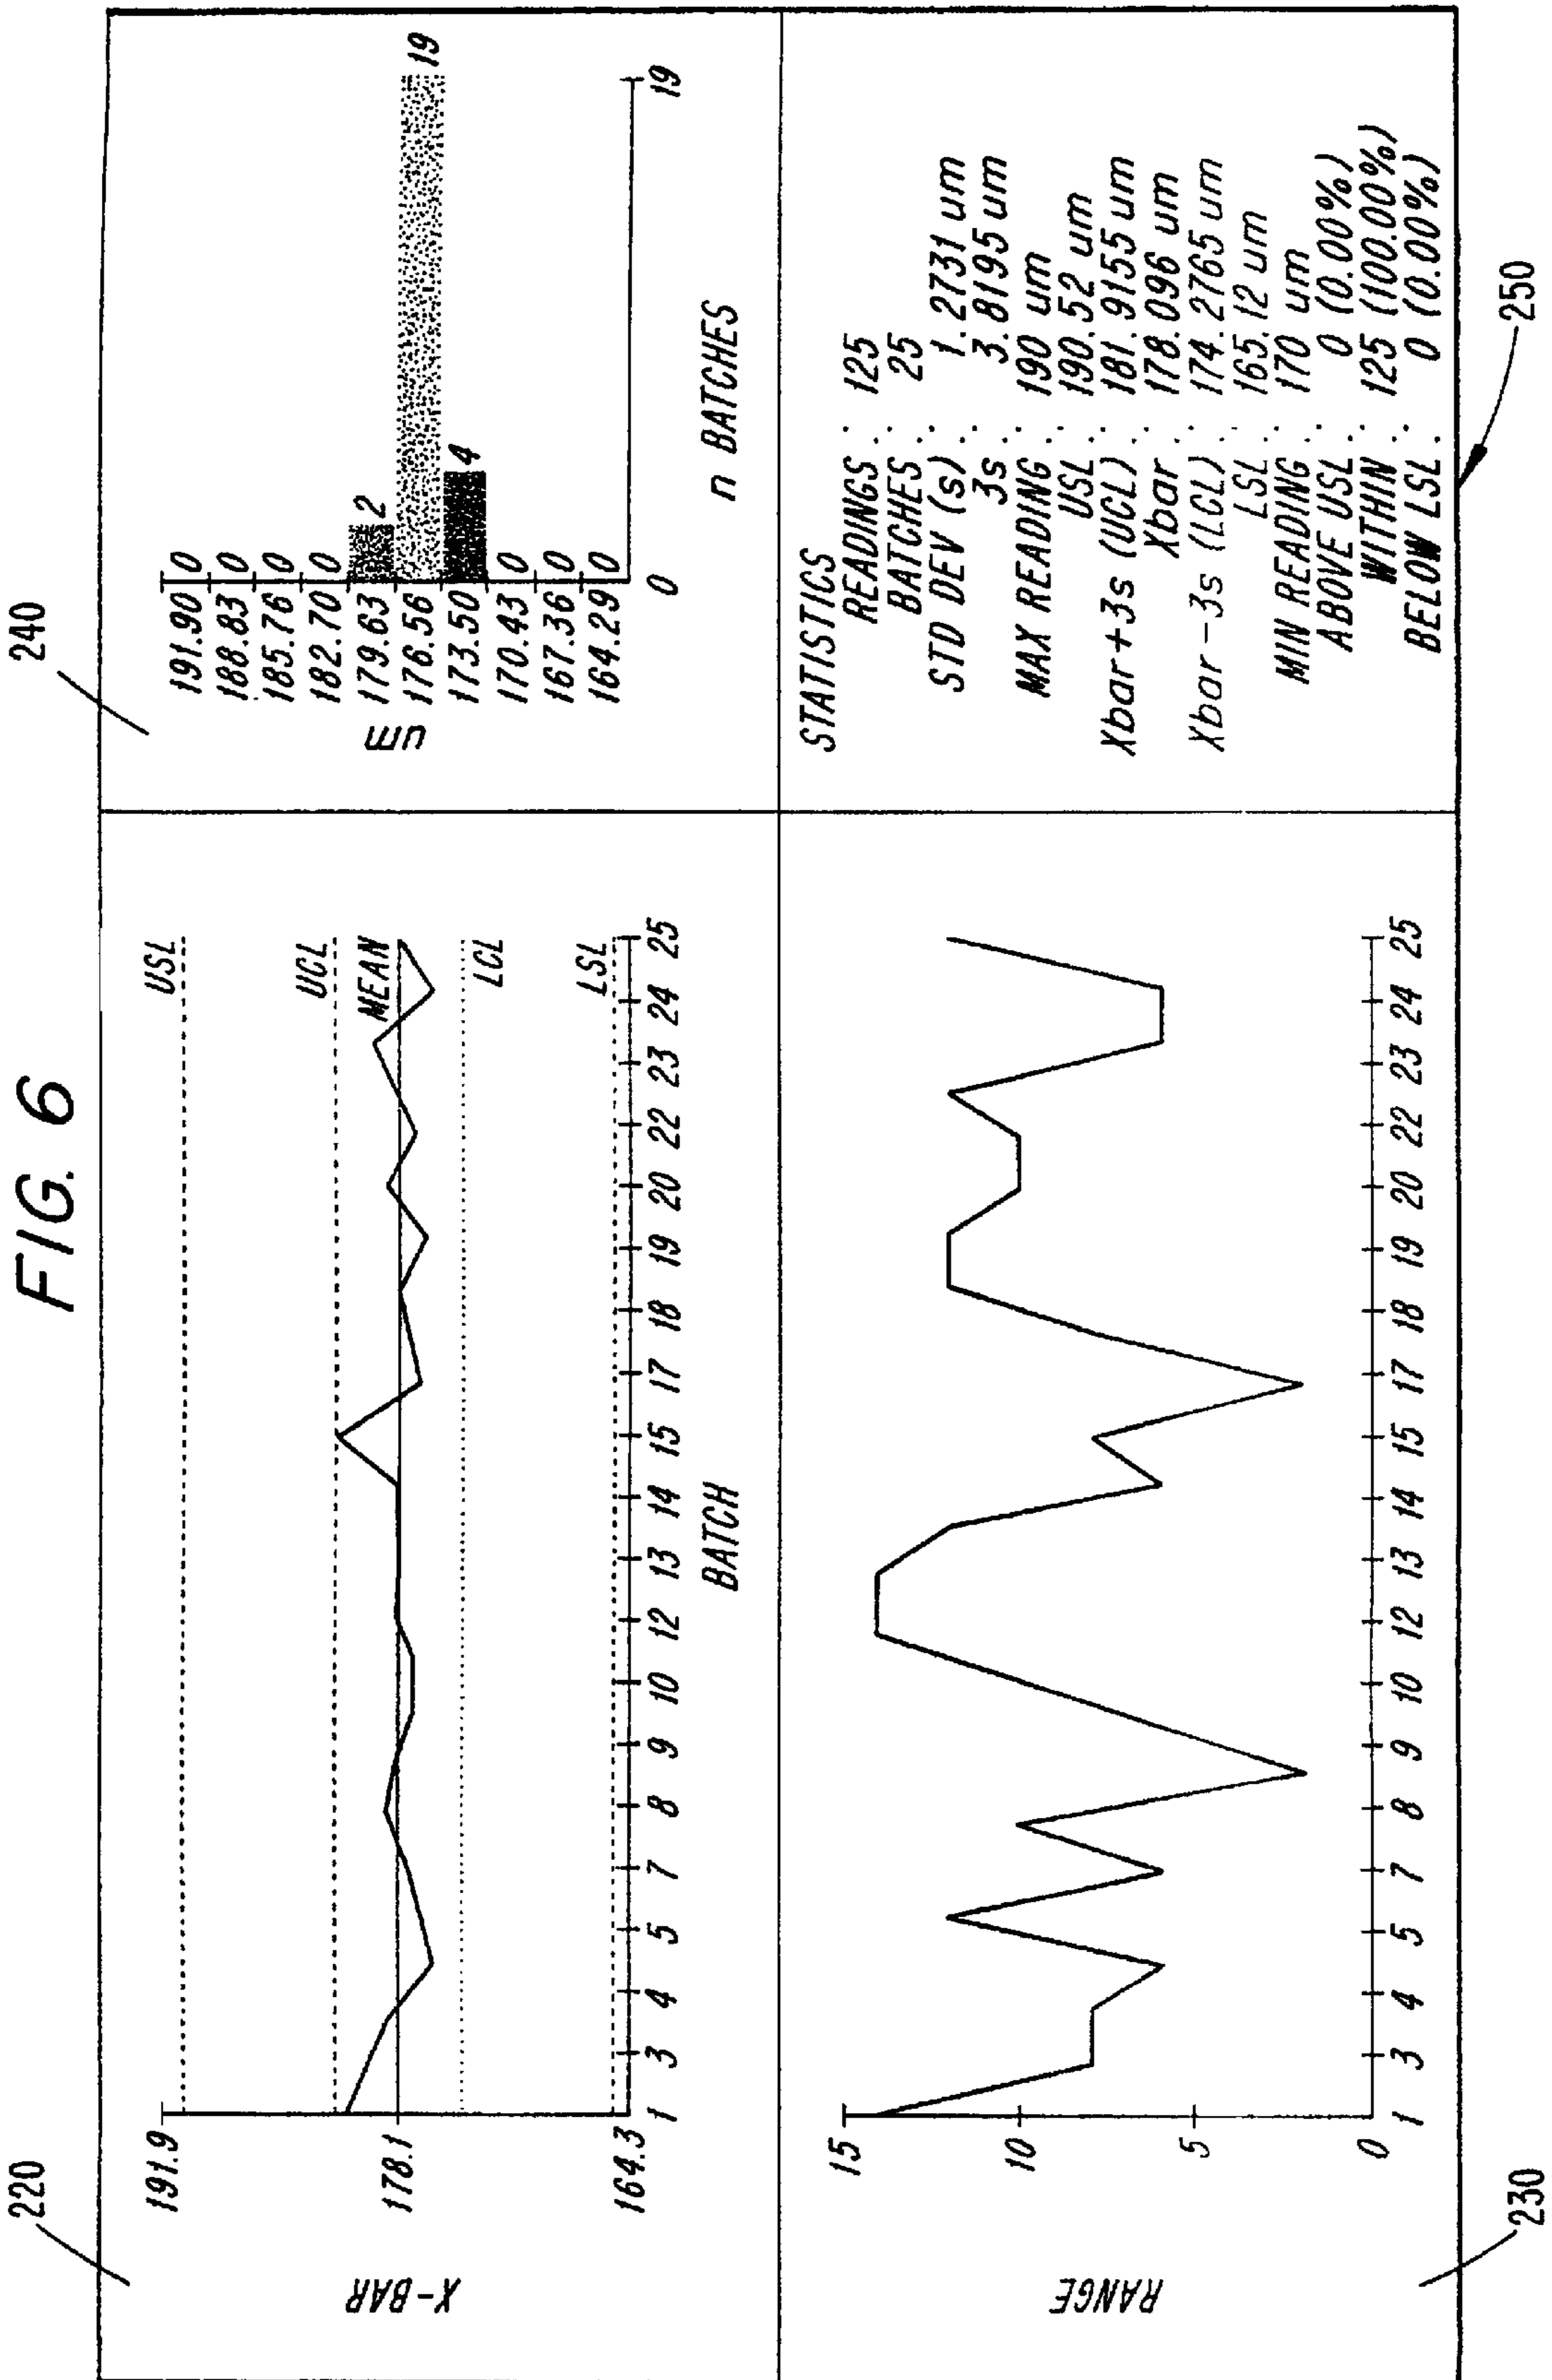 FIG. 6
220
X-BAR
191.9
178.1
164.3
USL
UCL
MEAN
LCL
LSL
1 3 4 5 7 8 9 10 12 13 14 15 17 18 19 20 22 23 24 25
BATCH
240
um
191.90 0
188.83 0
185.76 0
182.70 0
179.63 2
176.56 19
173.50 4
170.43 0
167.36 0
164.29 0
0 19
n BATCHES
230
RANGE
15
10
5
0
1 3 4 5 7 8 9 10 12 13 14 15 17 18 19 20 22 23 24 25
STATISTICS
READINGS : 125
BATCHES : 25
STD DEV (s) : 1.2731 um
3s : 3.8195 um
MAX READING : 190 um
USL : 190.52 um
Xbar+3s (UCL) : 181.9155 um
Xbar : 178.096 um
Xbar-3s (LCL) : 174.2765 um
LSL : 165.12 um
MIN READING : 170 um
ABOVE USL : 0 (0.00%)
WITHIN : 125 (100.00%)
BELOW LSL : 0 (0.00%)
250